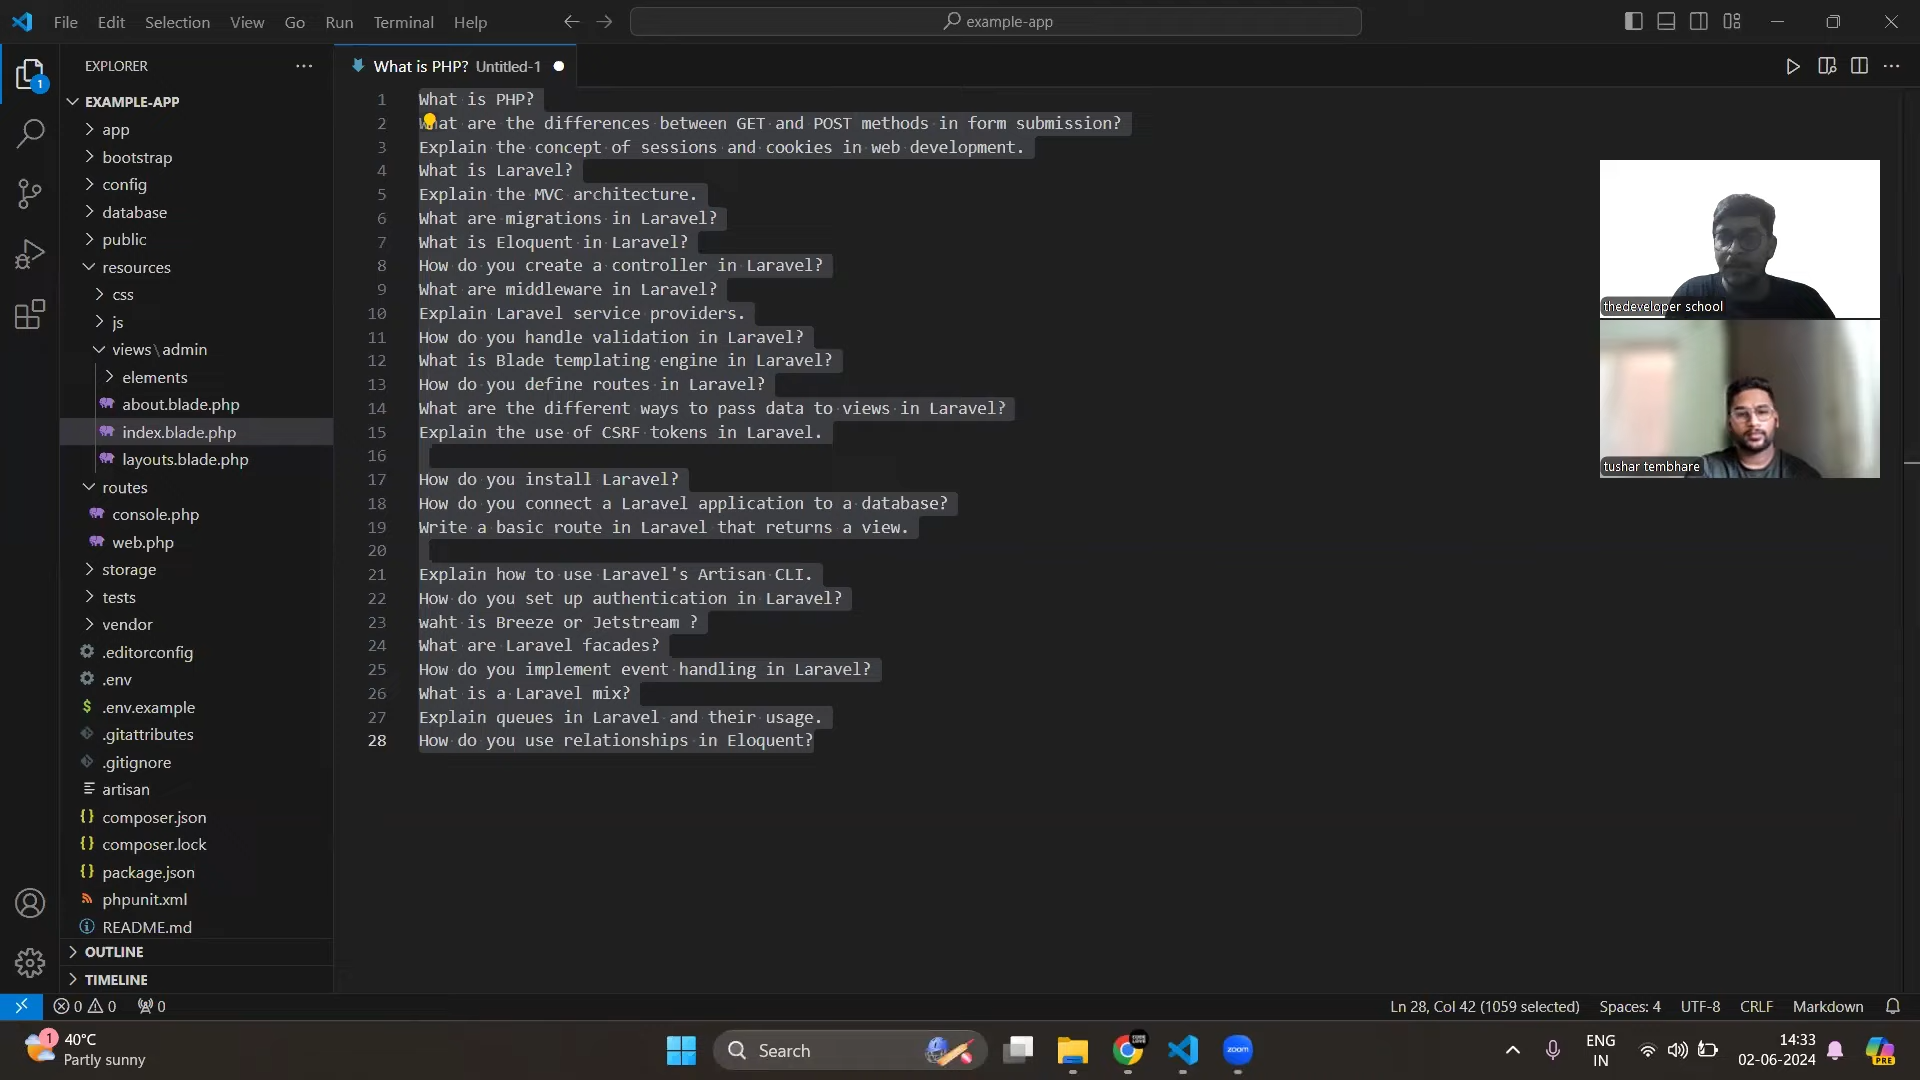 File Edit Selection View Go Run Terminal Help
example-app
EXPLORER
1
What is PHP? Untitled-1
EXAMPLE-APP
app
bootstrap
config
database
public
resources
css
js
views\admin
elements
about.blade.php
index.blade.php
layouts.blade.php
routes
console.php
web.php
storage
tests
vendor
.editorconfig
.env
.env.example
.gitattributes
.gitignore
artisan
composer.json
composer.lock
package.json
phpunit.xml
README.md
OUTLINE
TIMELINE
1 What is PHP?
2 What are the differences between GET and POST methods in form submission?
3 Explain the concept of sessions and cookies in web development.
4 What is Laravel?
5 Explain the MVC architecture.
6 What are migrations in Laravel?
7 What is Eloquent in Laravel?
8 How do you create a controller in Laravel?
9 What are middleware in Laravel?
10 Explain Laravel service providers.
11 How do you handle validation in Laravel?
12 What is Blade templating engine in Laravel?
13 How do you define routes in Laravel?
14 What are the different ways to pass data to views in Laravel?
15 Explain the use of CSRF tokens in Laravel.
16
17 How do you install Laravel?
18 How do you connect a Laravel application to a database?
19 Write a basic route in Laravel that returns a view.
20
21 Explain how to use Laravel's Artisan CLI.
22 How do you set up authentication in Laravel?
23 waht is Breeze or Jetstream ?
24 What are Laravel facades?
25 How do you implement event handling in Laravel?
26 What is a Laravel mix?
27 Explain queues in Laravel and their usage.
28 How do you use relationships in Eloquent?
thedeveloper school
tushar tembhare
0 0 0
Ln 28, Col 42 (1059 selected) Spaces: 4 UTF-8 CRLF Markdown
1
40°C
Partly sunny
Search
zoom
ENG
IN
14:33
02-06-2024
PRE